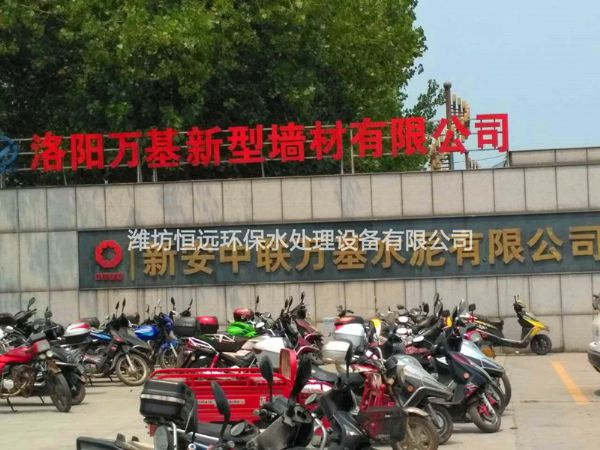 洛阳万基新型墙材有限公司
潍坊恒远环保水处理设备有限公司
新安中联万基水泥有限公司